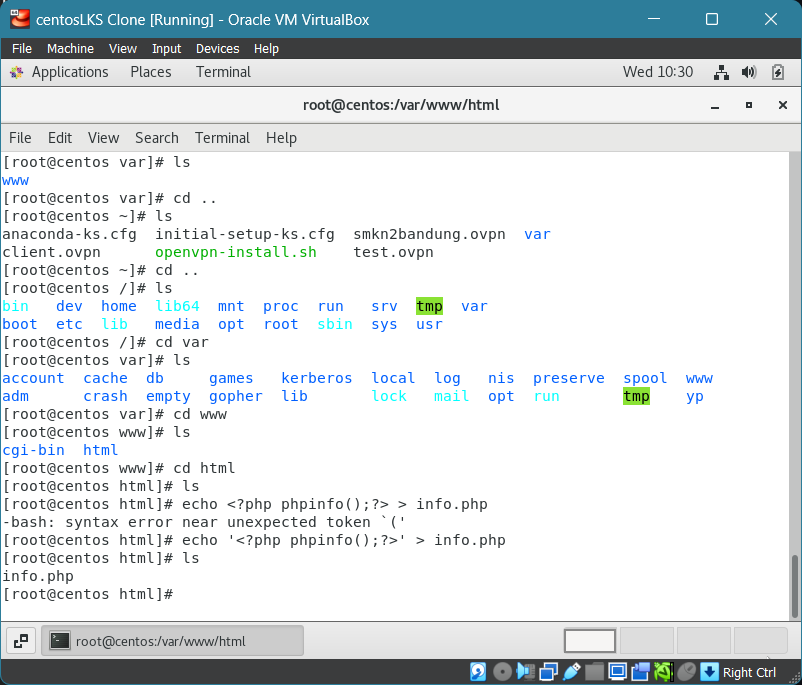 centosLKS Clone [Running] - Oracle VM VirtualBox
File Machine View Input Devices Help
Applications Places Terminal Wed 10:30
root@centos:/var/www/html
File Edit View Search Terminal Help
[root@centos var]# ls
www
[root@centos var]# cd ..
[root@centos ~]# ls
anaconda-ks.cfg initial-setup-ks.cfg smkn2bandung.ovpn var
client.ovpn openvpn-install.sh test.ovpn
[root@centos ~]# cd ..
[root@centos /]# ls
bin dev home lib64 mnt proc run srv tmp var
boot etc lib media opt root sbin sys usr
[root@centos /]# cd var
[root@centos var]# ls
account cache db games kerberos local log nis preserve spool www
adm crash empty gopher lib lock mail opt run tmp yp
[root@centos var]# cd www
[root@centos www]# ls
cgi-bin html
[root@centos www]# cd html
[root@centos html]# ls
[root@centos html]# echo <?php phpinfo();?> > info.php
-bash: syntax error near unexpected token `('
[root@centos html]# echo '<?php phpinfo();?>' > info.php
[root@centos html]# ls
info.php
[root@centos html]#
root@centos:/var/www/html
Right Ctrl